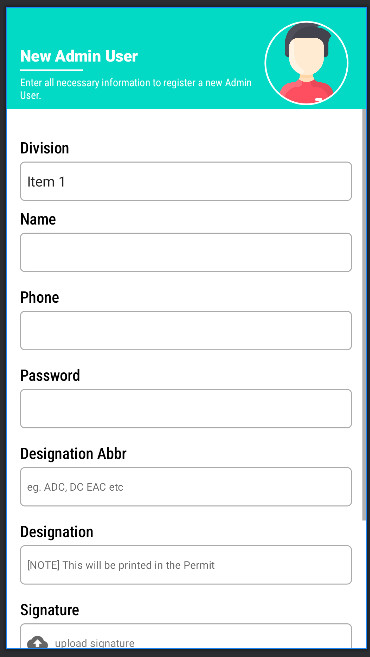 New Admin User
Enter all necessary information to register a new Admin
User.
Division
Item 1
Name
Phone
Password
Designation Abbr
eg. ADC, DC EAC etc
Designation
[NOTE] This will be printed in the Permit
Signature
upload signature